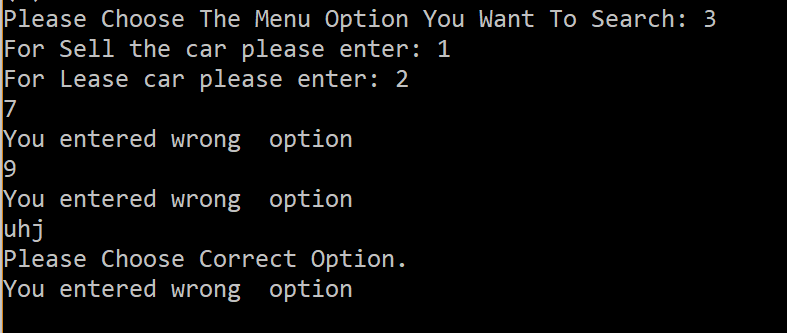 Please Choose The Menu Option You Want To Search: 3
For Sell the car please enter: 1
For Lease car please enter: 2
7
You entered wrong  option
9
You entered wrong  option
uhj
Please Choose Correct Option.
You entered wrong  option